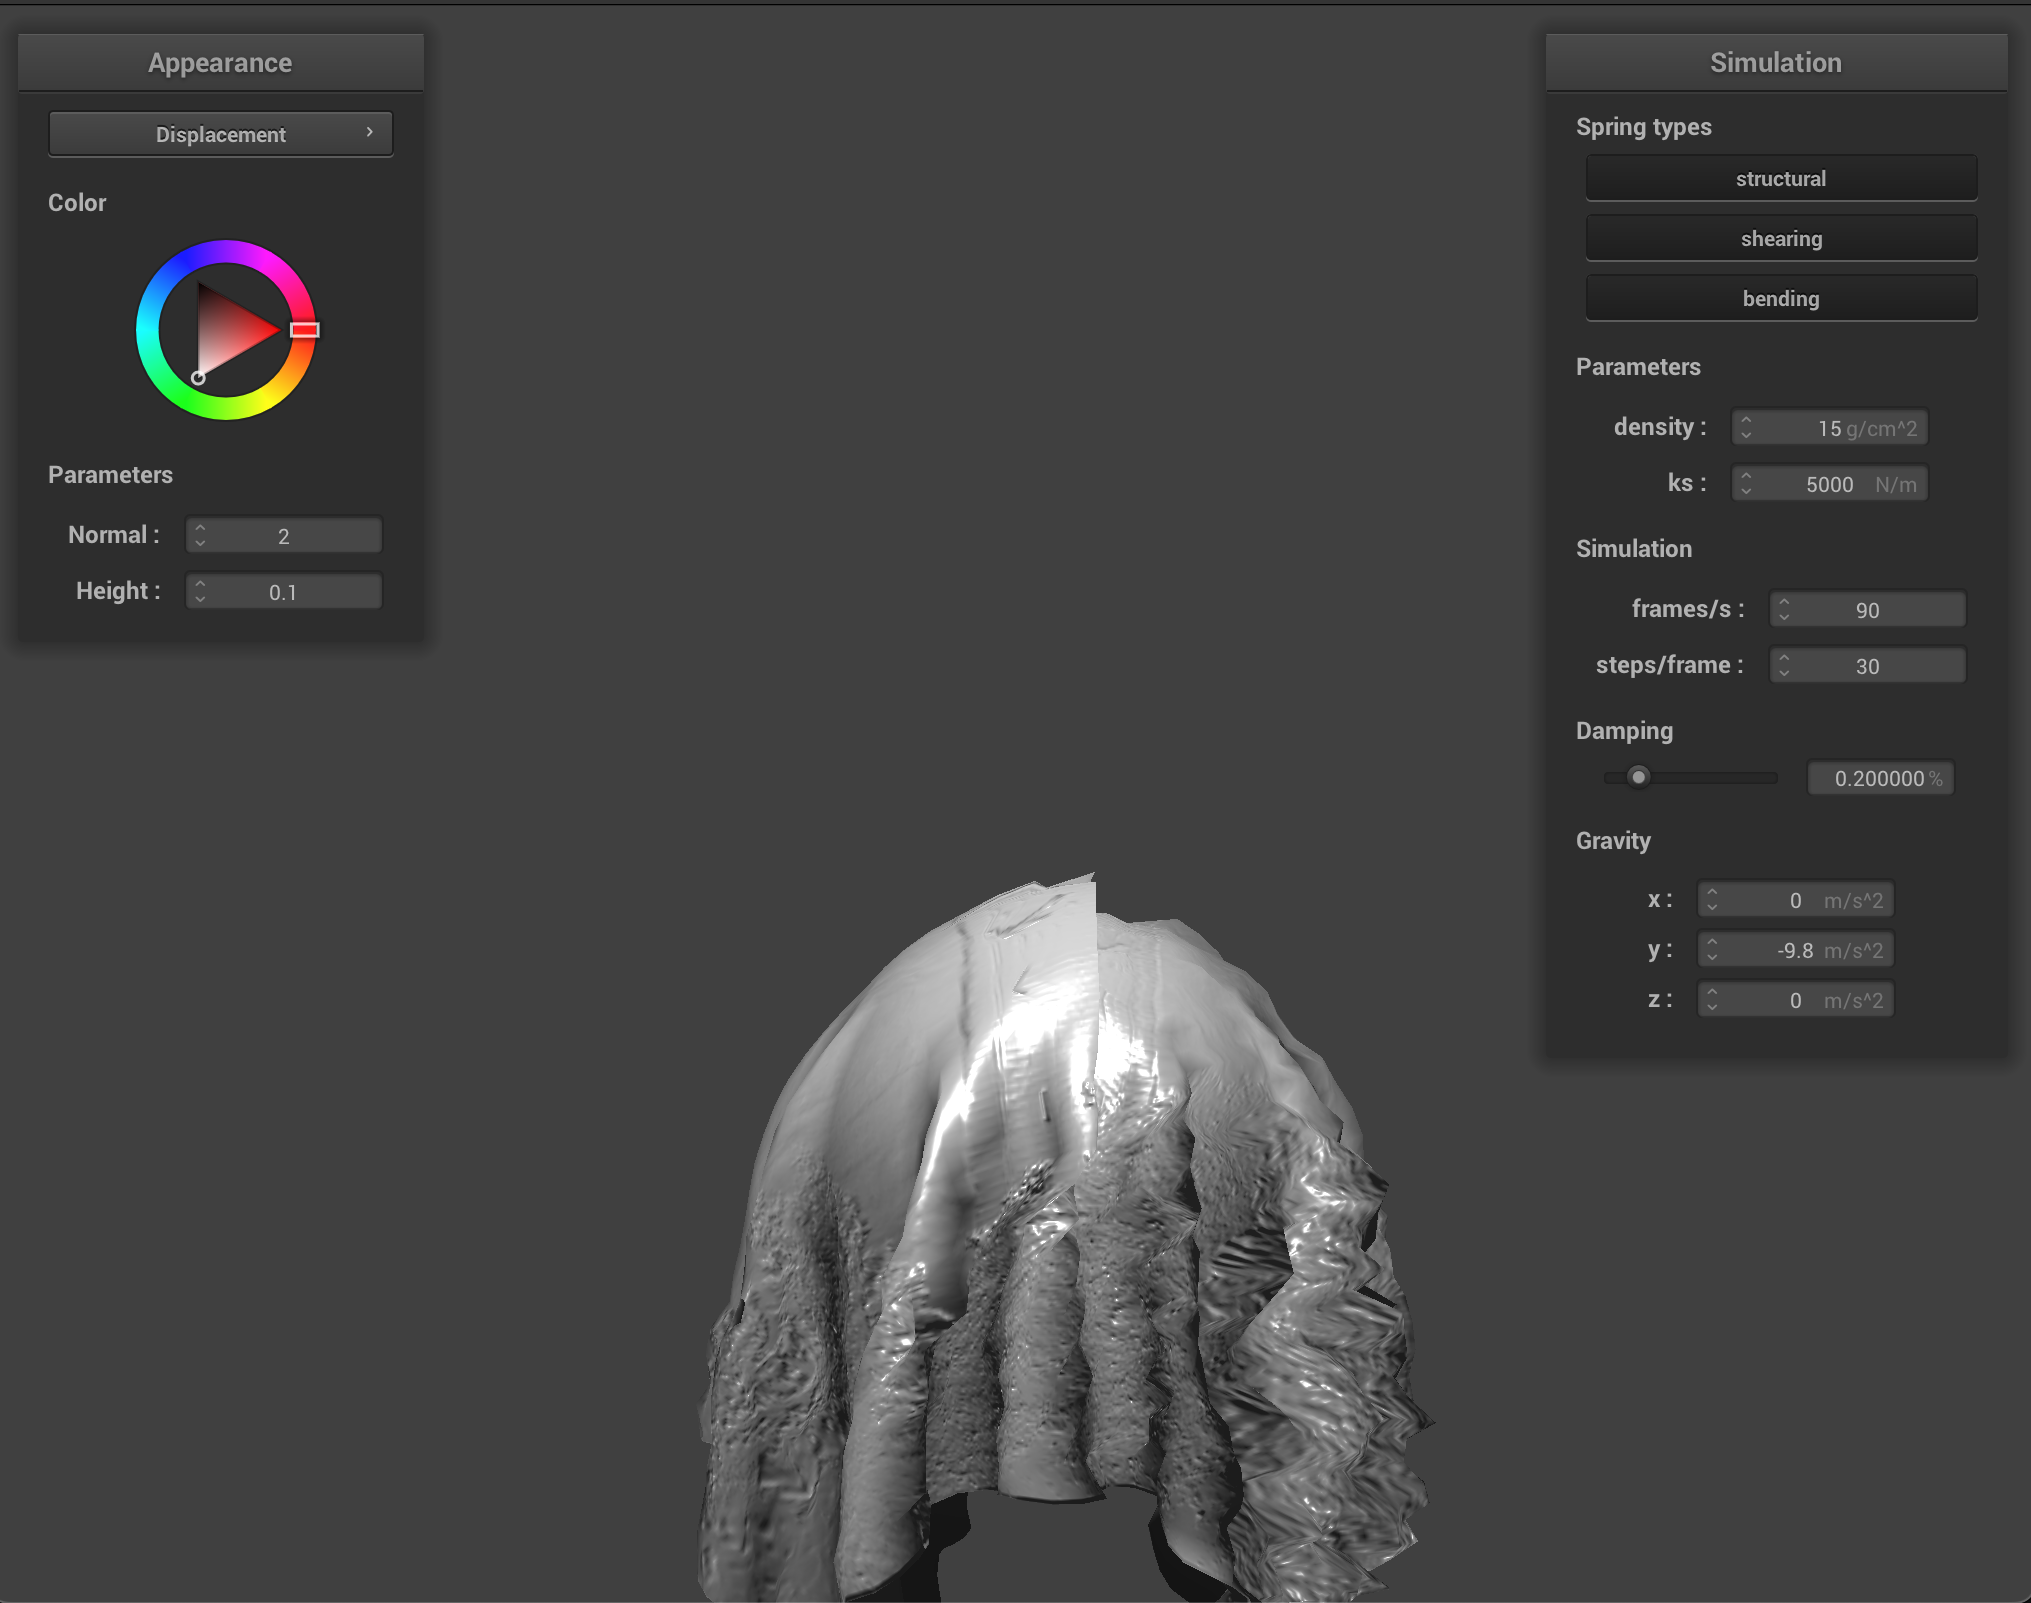 Appearance
Displacement
Color
Parameters
Normal : 2
Height : 0.1
Simulation
Spring types
structural
shearing
bending
Parameters
density : 15 g/cm^2
ks : 5000 N/m
Simulation
frames/s : 90
steps/frame : 30
Damping
0.200000 %
Gravity
x : 0 m/s^2
y : -9.8 m/s^2
z : 0 m/s^2